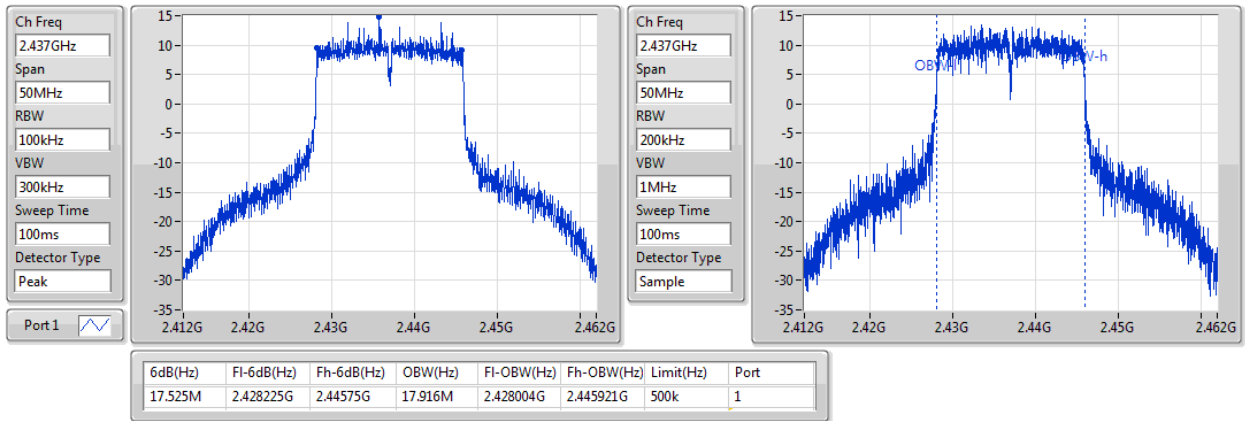 Ch Freq
2.437GHz
Span
50MHz
RBW
100kHz
VBW
300kHz
Sweep Time
100ms
Detector Type
Peak
Port 1
15
10
5
0
-5
-10
-15
-20
-25
-30
-35
2.412G 2.42G 2.43G 2.44G 2.45G 2.462G
Ch Freq
2.437GHz
Span
50MHz
RBW
200kHz
VBW
1MHz
Sweep Time
100ms
Detector Type
Sample
15
10
5
0
-5
-10
-15
-20
-25
-30
-35
2.412G 2.42G 2.43G 2.44G 2.45G 2.462G
6dB(Hz) Fl-6dB(Hz) Fh-6dB(Hz) OBW(Hz) Fl-OBW(Hz) Fh-OBW(Hz) Limit(Hz) Port
17.525M 2.428225G 2.44575G 17.916M 2.428004G 2.445921G 500k 1